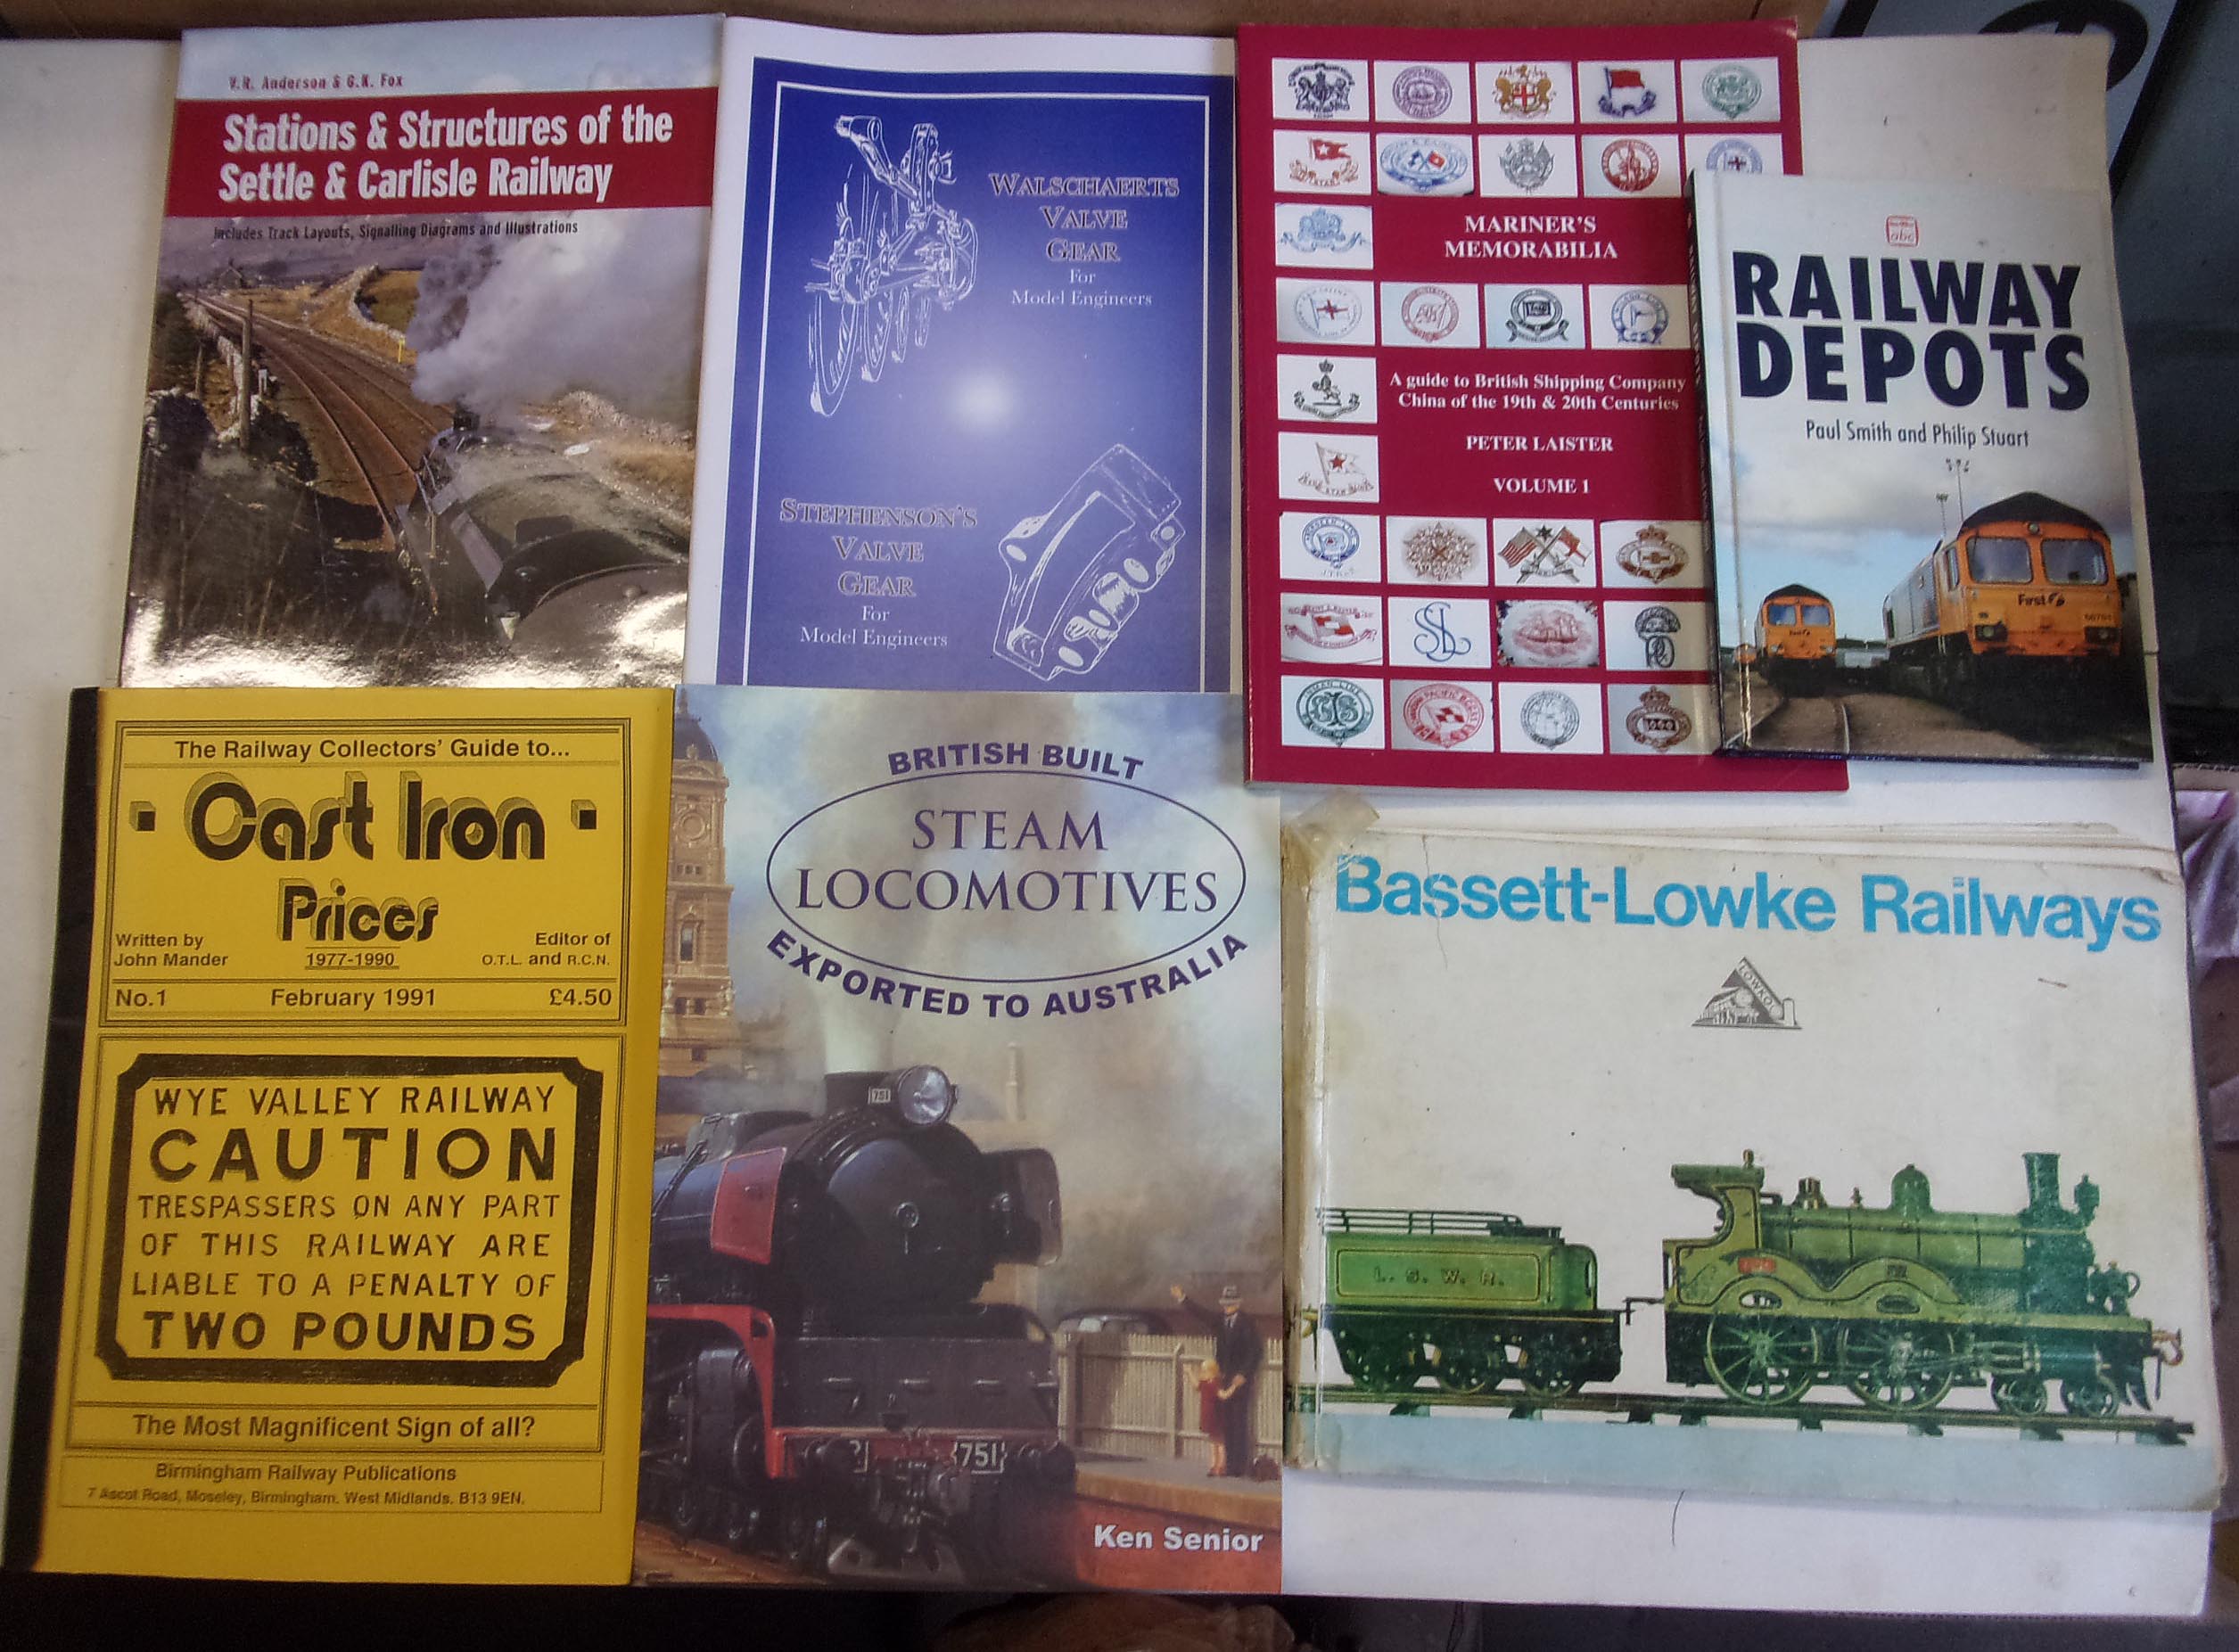 V.R. Anderson & G.K. Fox
Stations & Structures of the
Settle & Carlisle Railway
Includes Track Layouts, Signalling Diagrams and Illustrations
WALSCHAERTS
VALVE
GEAR
For
Model Engineers
STEPHENSON'S
VALVE
GEAR
For
Model Engineers
MARINER'S
MEMORABILIA
A guide to British Shipping Company
China of the 19th & 20th Centuries
PETER LAISTER
VOLUME 1
abc
RAILWAY
DEPOTS
Paul Smith and Philip Stuart
First
The Railway Collectors' Guide to...
Cast Iron
Prices
1977-1990
Written by
John Mander
Editor of
O.T.L. and R.C.N.
No.1 February 1991 £4.50
WYE VALLEY RAILWAY
CAUTION
TRESPASSERS ON ANY PART
OF THIS RAILWAY ARE
LIABLE TO A PENALTY OF
TWO POUNDS
The Most Magnificent Sign of all?
Birmingham Railway Publications
7 Ascot Road, Moseley, Birmingham. West Midlands. B13 9EN.
BRITISH BUILT
STEAM
LOCOMOTIVES
EXPORTED TO AUSTRALIA
751
Ken Senior
Bassett-Lowke Railways
LOWKO
L. S. W. R.